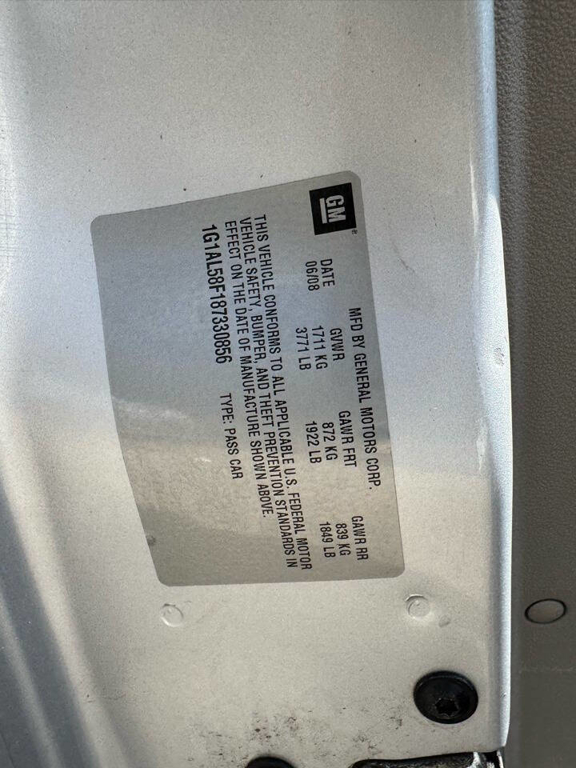 GM
®
MFD BY GENERAL MOTORS CORP.
DATE GVWR GAWR FRT GAWR RR
06/08 1711 KG 872 KG 839 KG
3771 LB 1922 LB 1849 LB
THIS VEHICLE CONFORMS TO ALL APPLICABLE U.S. FEDERAL MOTOR
VEHICLE SAFETY, BUMPER, AND THEFT PREVENTION STANDARDS IN
EFFECT ON THE DATE OF MANUFACTURE SHOWN ABOVE.
1G1AL58F187330856 TYPE: PASS CAR